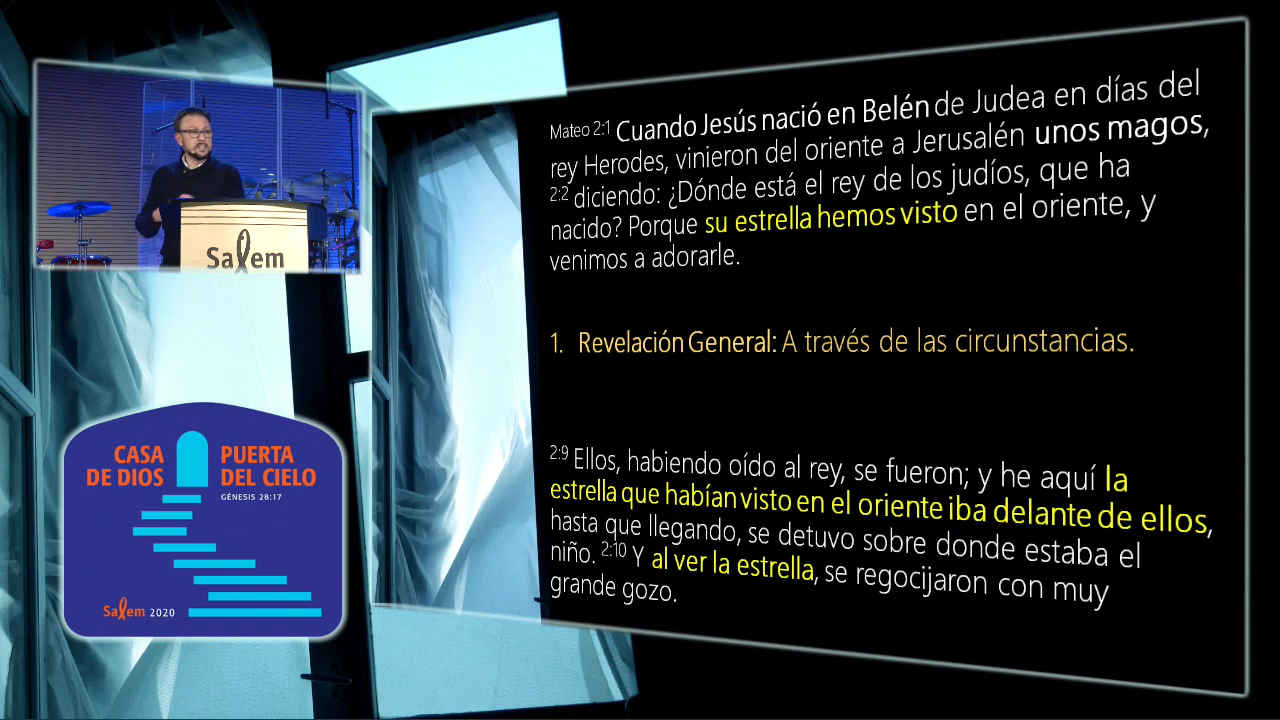 Mateo 2:1 Cuando Jesús nació en Belén de Judea en días del
rey Herodes, vinieron del oriente a Jerusalén unos magos,
2:2 diciendo: ¿Dónde está el rey de los judíos, que ha
nacido? Porque su estrella hemos visto en el oriente, y
venimos a adorarle.
Salem
1. Revelación General: A través de las circunstancias.
2:9 Ellos, habiendo oído al rey, se fueron; y he aquí la
estrella que habían visto en el oriente iba delante de ellos,
hasta que llegando, se detuvo sobre donde estaba el
niño. 2:10 Y al ver la estrella, se regocijaron con muy
grande gozo.
CASA
DE DIOS
PUERTA
DEL CIELO
GÉNESIS 28:17
Salem 2020